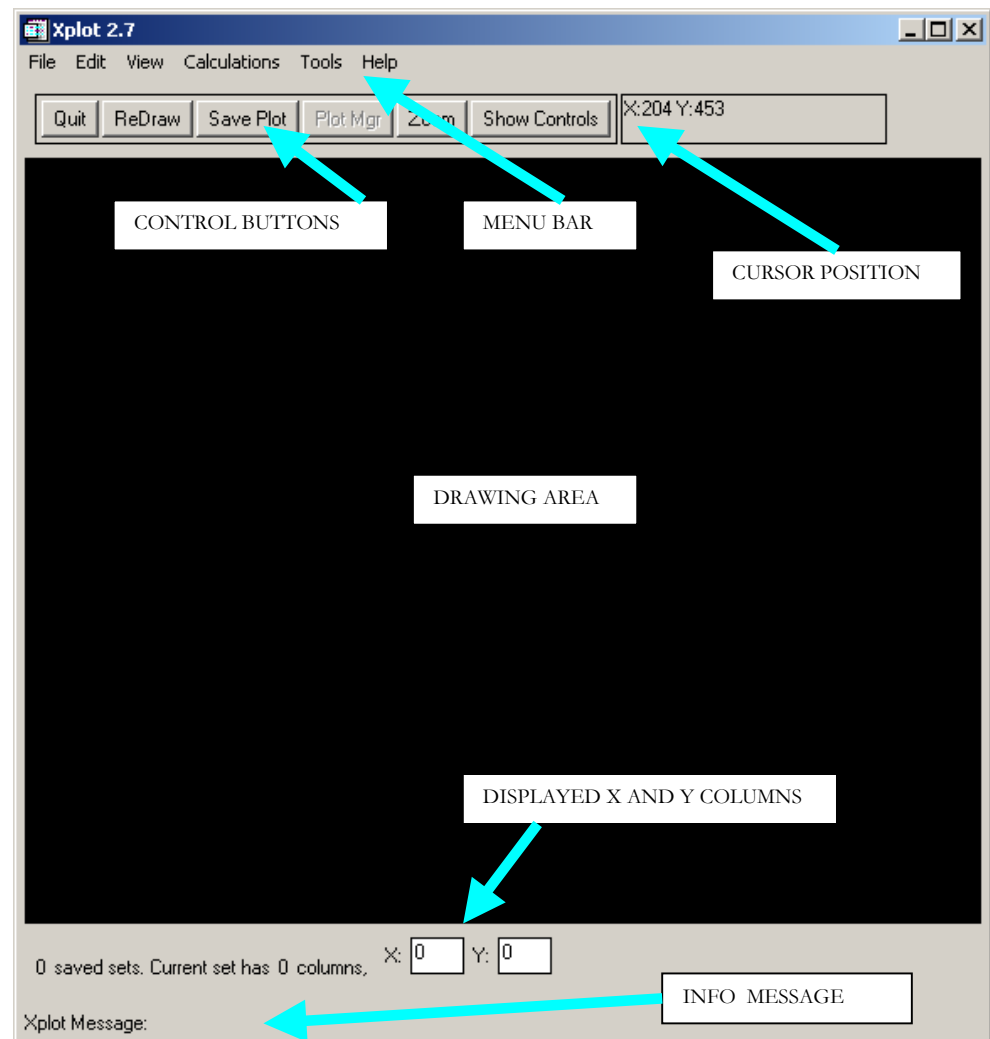 Xplot 2.7
File Edit View Calculations Tools Help
Quit ReDraw Save Plot Plot Mgr Zoom Show Controls X:204 Y:453
CONTROL BUTTONS MENU BAR
CURSOR POSITION
DRAWING AREA
DISPLAYED X AND Y COLUMNS
0 saved sets. Current set has 0 columns, X: 0 Y: 0
INFO MESSAGE
Xplot Message: